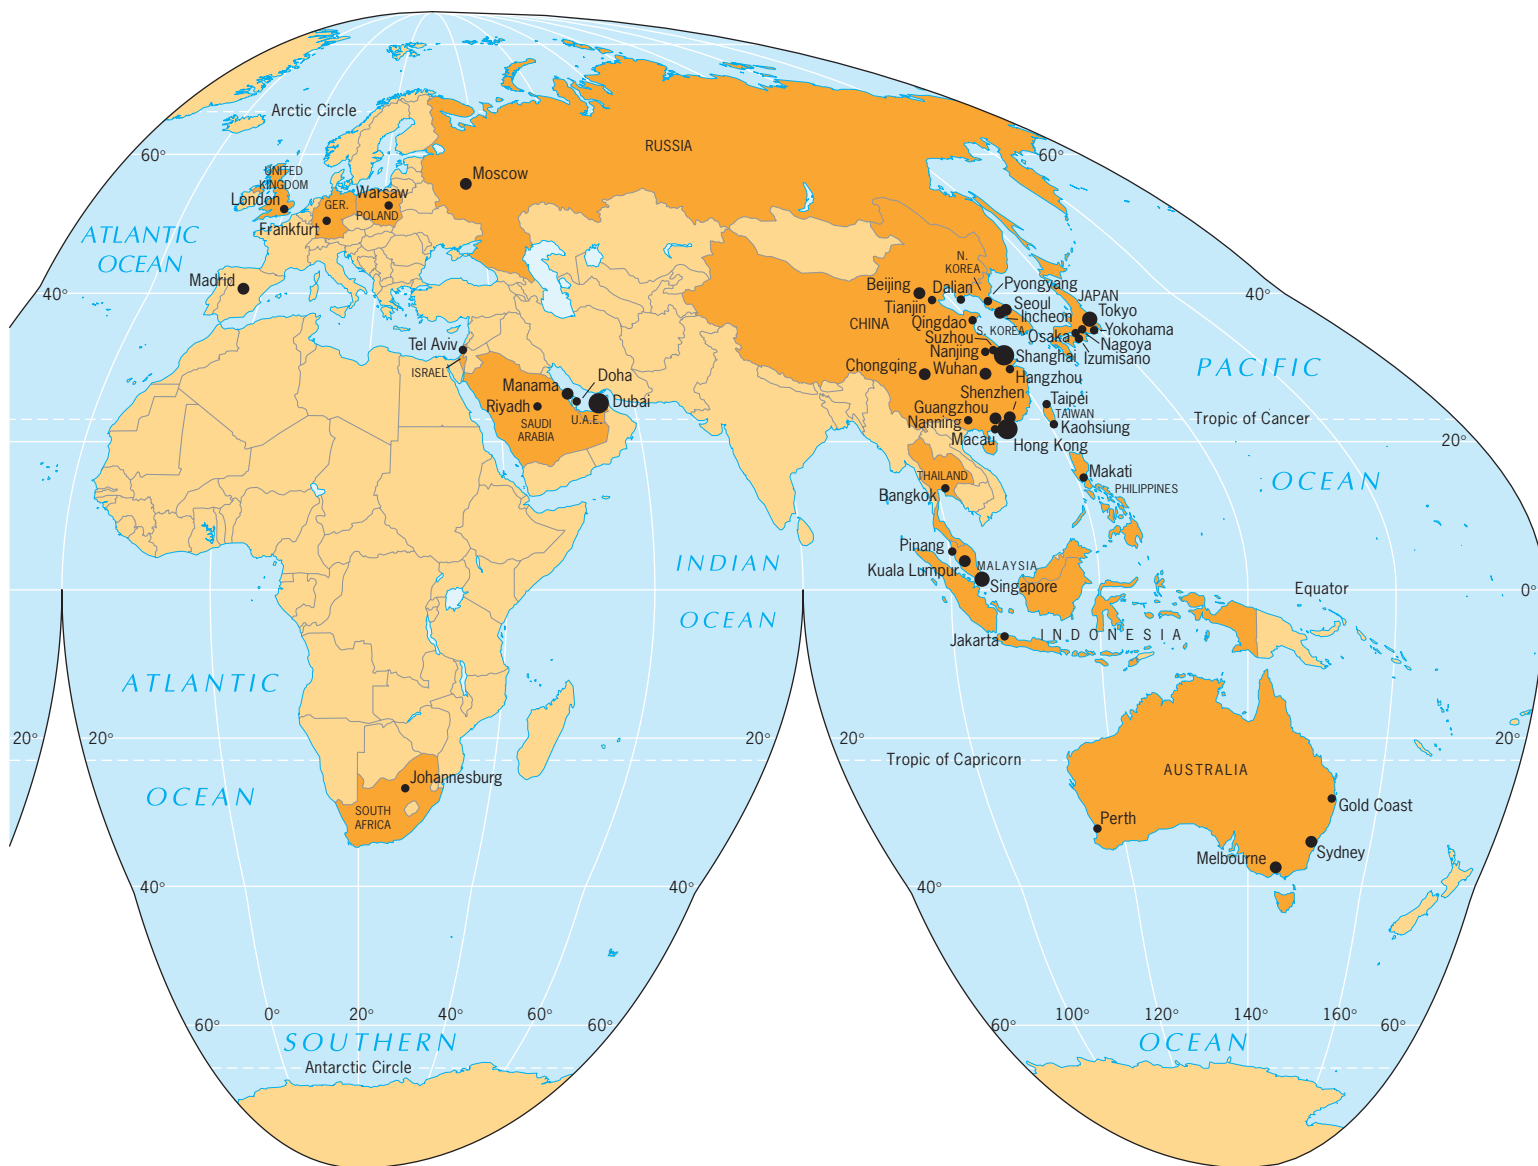 Arctic Circle
60°
60°
RUSSIA
Moscow
UNITED
KINGDOM
London
GER.
Warsaw
POLAND
Frankfurt
ATLANTIC
OCEAN
Madrid
40°
40°
N.
KOREA
Beijing
Dalian
Pyongyang
JAPAN
Tianjin
Seoul
Tokyo
CHINA
Qingdao
Incheon
S. KOREA
Yokohama
Suzhou
Osaka
Nagoya
Nanjing
Shanghai
Izumisano
Chongqing
Wuhan
Hangzhou
PACIFIC
Tel Aviv
ISRAEL
Manama
Doha
Riyadh
Dubai
U.A.E.
SAUDI
ARABIA
Shenzhen
Guangzhou
Taipei
TAIWAN
Nanning
Kaohsiung
Macau
Hong Kong
Tropic of Cancer
20°
OCEAN
THAILAND
Makati
PHILIPPINES
Bangkok
Pinang
INDIAN
Kuala Lumpur
MALAYSIA
Singapore
Equator
0°
OCEAN
Jakarta
INDONESIA
ATLANTIC
20°
20°
20°
20°
20°
Tropic of Capricorn
AUSTRALIA
Johannesburg
OCEAN
SOUTH
AFRICA
Gold Coast
Perth
Sydney
Melbourne
40°
40°
40°
60°
0°
20°
40°
60°
60°
60°
100°
120°
140°
160°
60°
SOUTHERN
OCEAN
Antarctic Circle